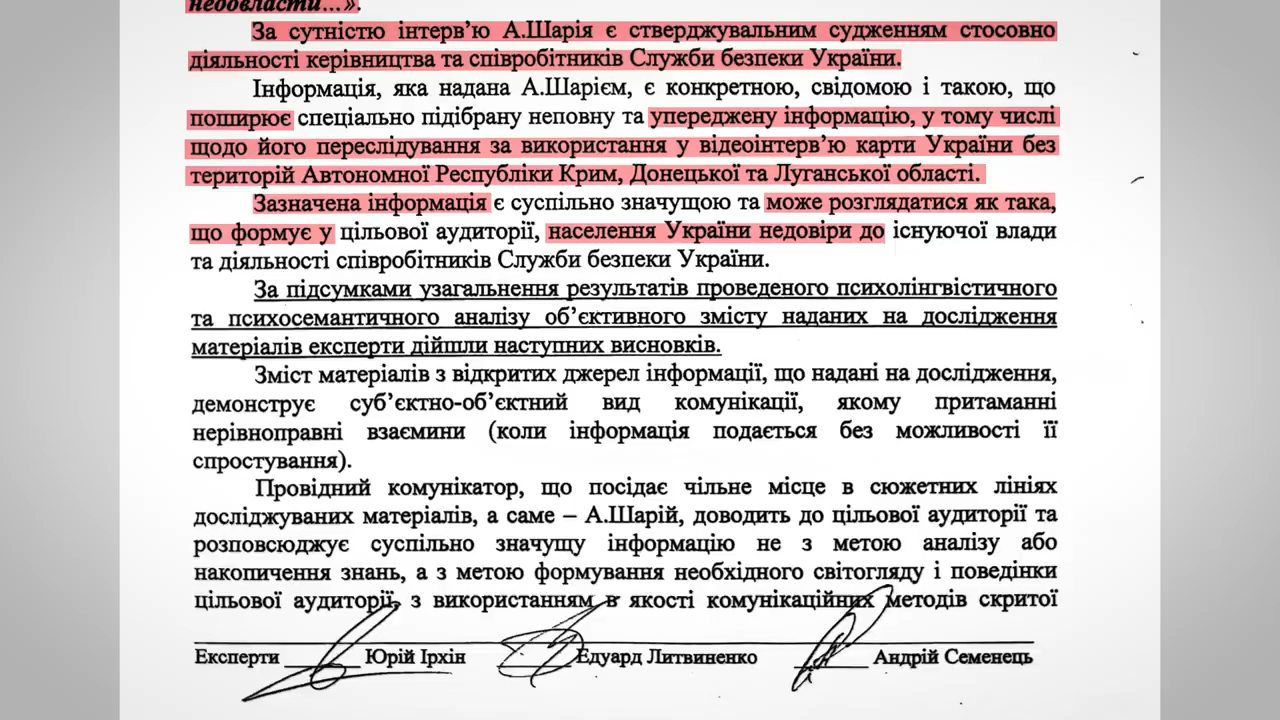 недовласти…».
За сутністю інтерв’ю А.Шарія є стверджувальним судженням стосовно
діяльності керівництва та співробітників Служби безпеки України.
Інформація, яка надана А.Шарієм, є конкретною, свідомою і такою, що
поширює спеціально підібрану неповну та упереджену інформацію, у тому числі
щодо його переслідування за використання у відеоінтерв’ю карти України без
територій Автономної Республіки Крим, Донецької та Луганської області.
Зазначена інформація є суспільно значущою та може розглядатися як така,
що формує у цільової аудиторії, населення України недовіри до існуючої влади
та діяльності співробітників Служби безпеки України.
За підсумками узагальнення результатів проведеного психолінгвістичного
та психосемантичного аналізу об’єктивного змісту наданих на дослідження
матеріалів експерти дійшли наступних висновків.
Зміст матеріалів з відкритих джерел інформації, що надані на дослідження,
демонструє суб’єктно-об’єктний вид комунікації, якому притаманні
нерівноправні взаємини (коли інформація подається без можливості її
спростування).
Провідний комунікатор, що посідає чільне місце в сюжетних лініях
досліджуваних матеріалів, а саме – А.Шарій, доводить до цільової аудиторії та
розповсюджує суспільно значущу інформацію не з метою аналізу або
накопичення знань, а з метою формування необхідного світогляду і поведінки
цільової аудиторії, з використанням в якості комунікаційних методів скритої
Експерти ______ Юрій Ірхін ______ Едуард Литвиненко ______ Андрій Семенець